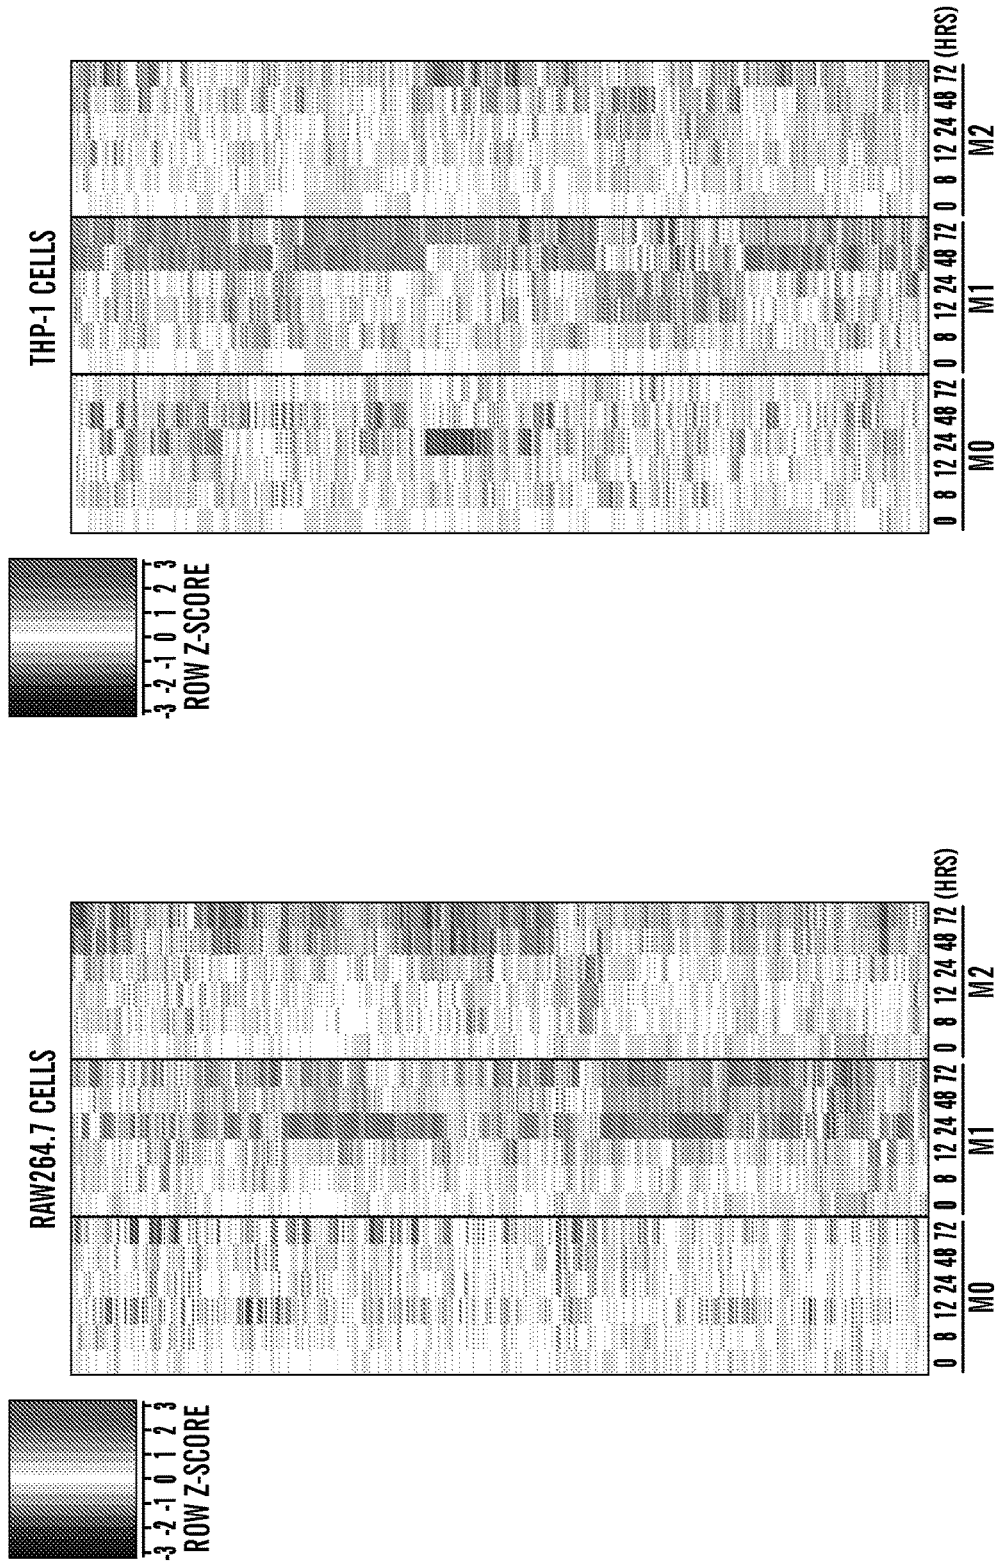 THP-1 CELLS
0 8 12 24 48 72 0 8 12 24 48 72 0 8 12 24 48 72 (HRS)
M0 M1 M2
-3 -2 -1 0 1 2 3
ROW Z-SCORE
RAW264.7 CELLS
0 8 12 24 48 72 0 8 12 24 48 72 0 8 12 24 48 72 (HRS)
M0 M1 M2
-3 -2 -1 0 1 2 3
ROW Z-SCORE